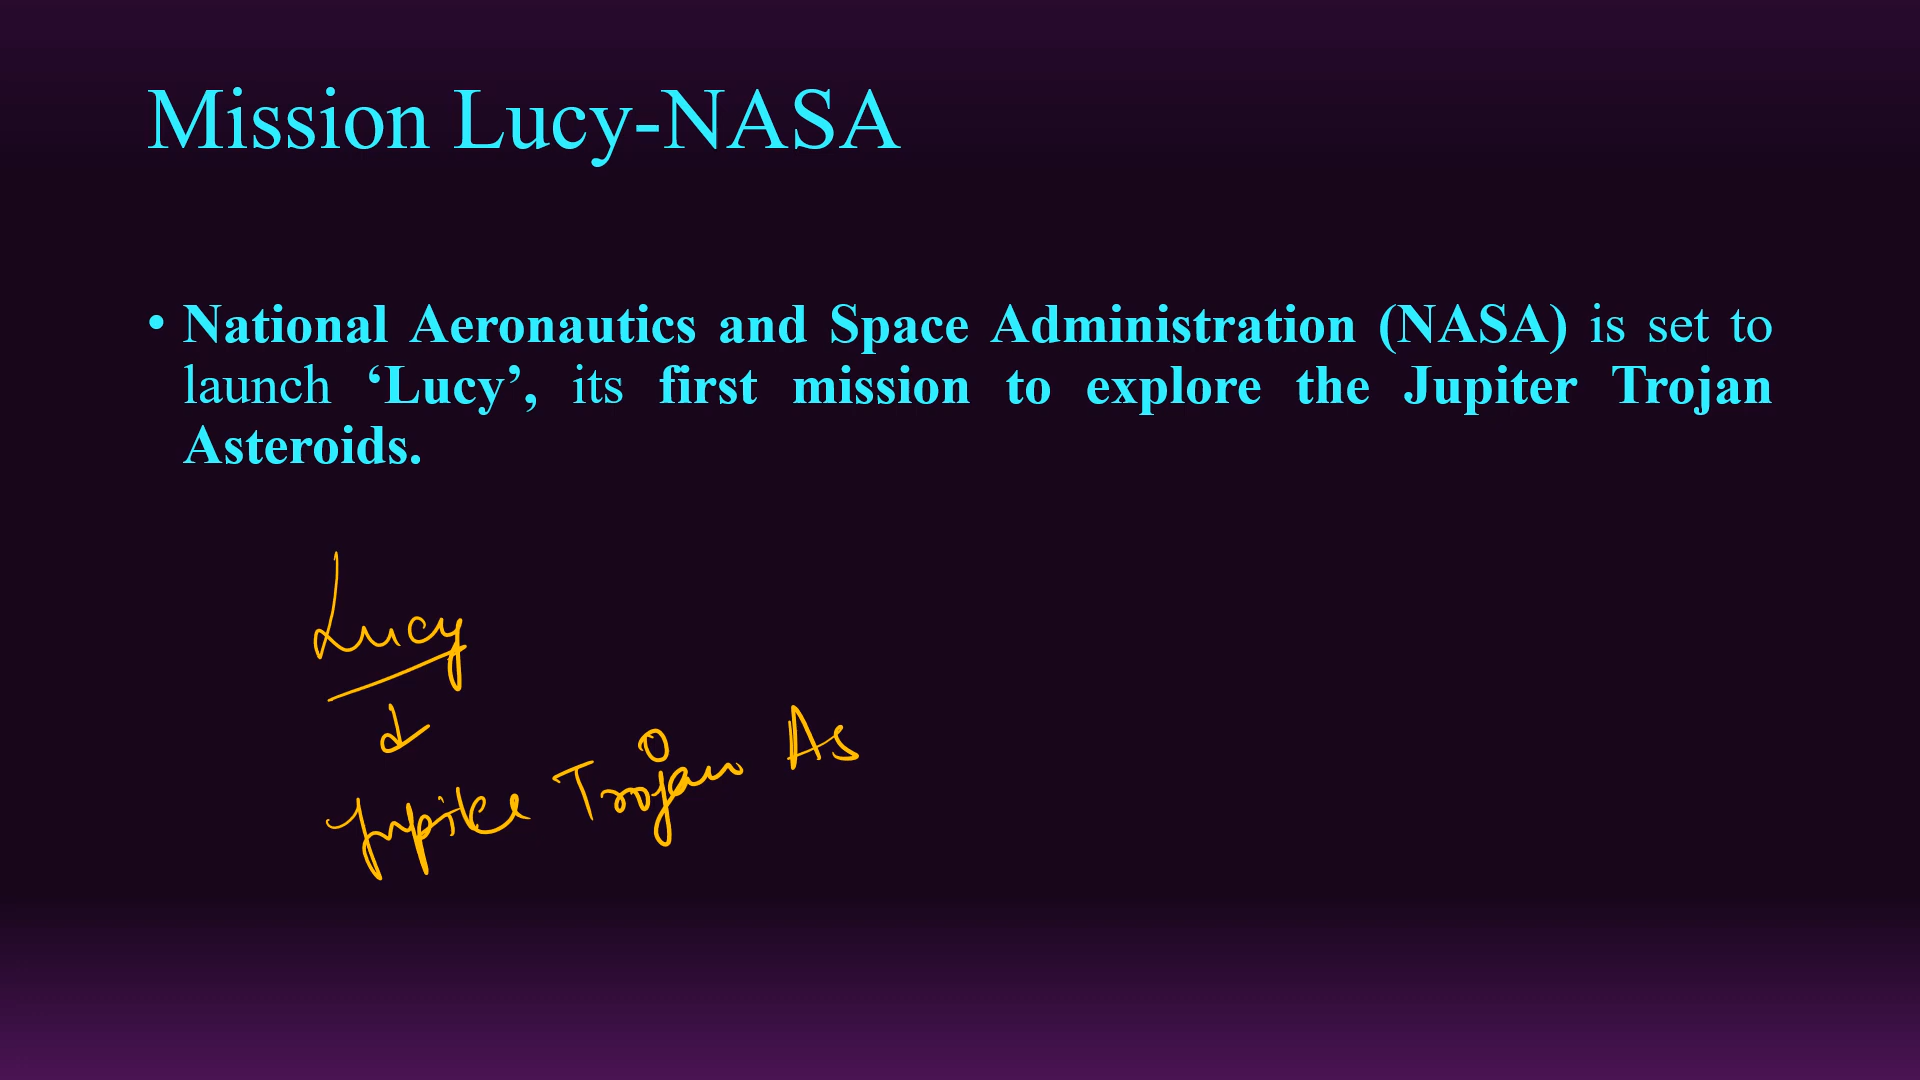 Mission Lucy-NASA
• National Aeronautics and Space Administration (NASA) is set to
launch ‘Lucy’, its first mission to explore the Jupiter Trojan
Asteroids.
Lucy
Jupiter Trojan As